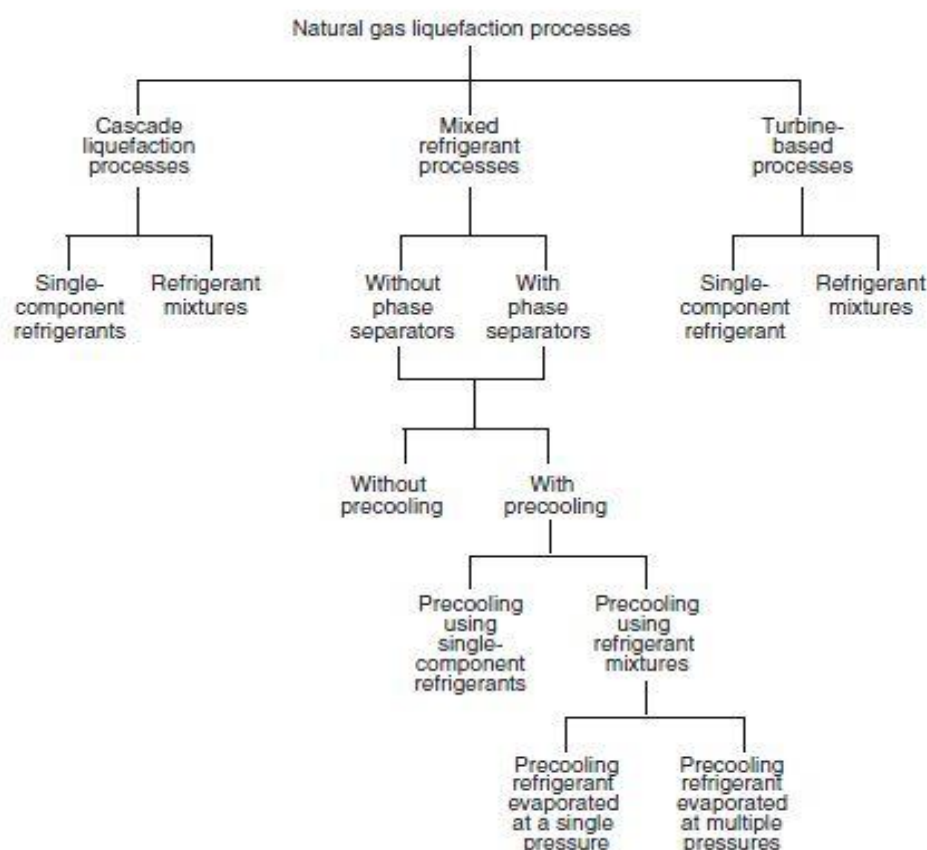 Natural gas liquefaction processes
Cascade
liquefaction
processes
Mixed
refrigerant
processes
Turbine-
based
processes
Single-
component
refrigerants
Refrigerant
mixtures
Without
phase
separators
With
phase
separators
Single-
component
refrigerant
Refrigerant
mixtures
Without
precooling
With
precooling
Precooling
using
single-
component
refrigerants
Precooling
using
refrigerant
mixtures
Precooling
refrigerant
evaporated
at a single
pressure
Precooling
refrigerant
evaporated
at multiple
pressures